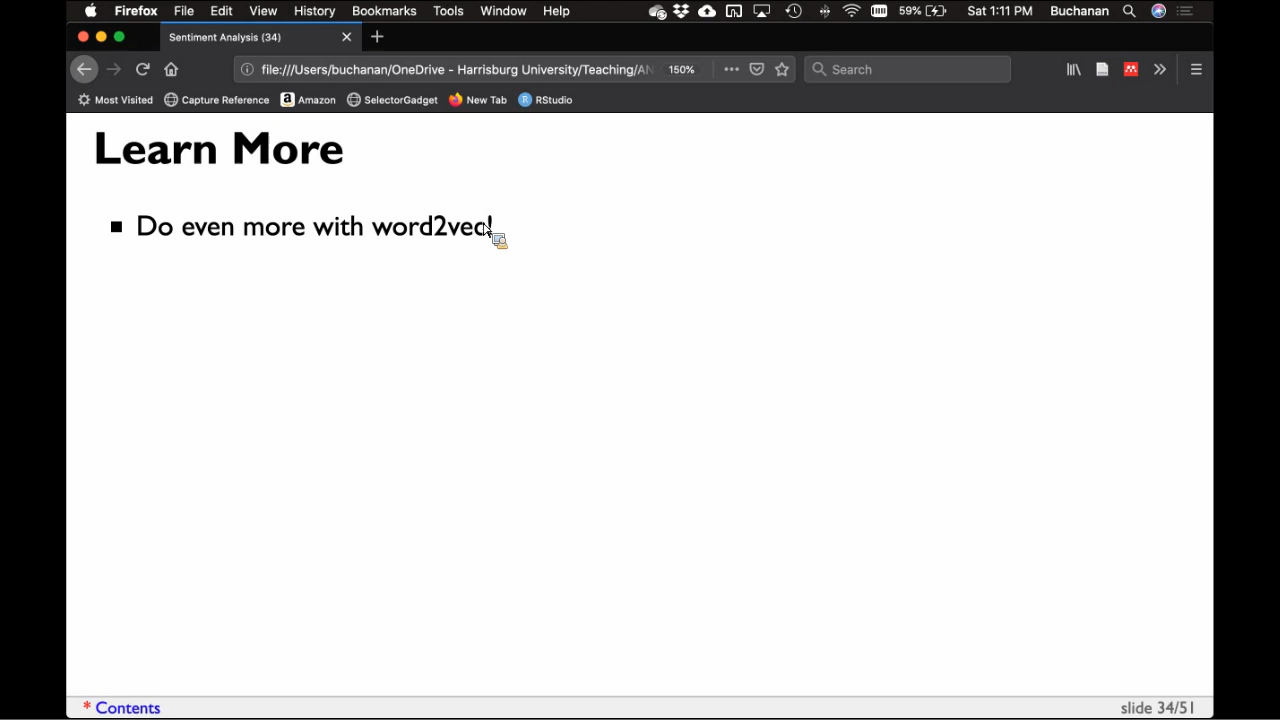 Firefox File Edit View History Bookmarks Tools Window Help 59% Sat 1:11 PM Buchanan
Sentiment Analysis (34)
file:///Users/buchanan/OneDrive - Harrisburg University/Teaching/AN 150% Search
Most Visited Capture Reference Amazon SelectorGadget New Tab RStudio
Learn More
Do even more with word2vec!
* Contents slide 34/51